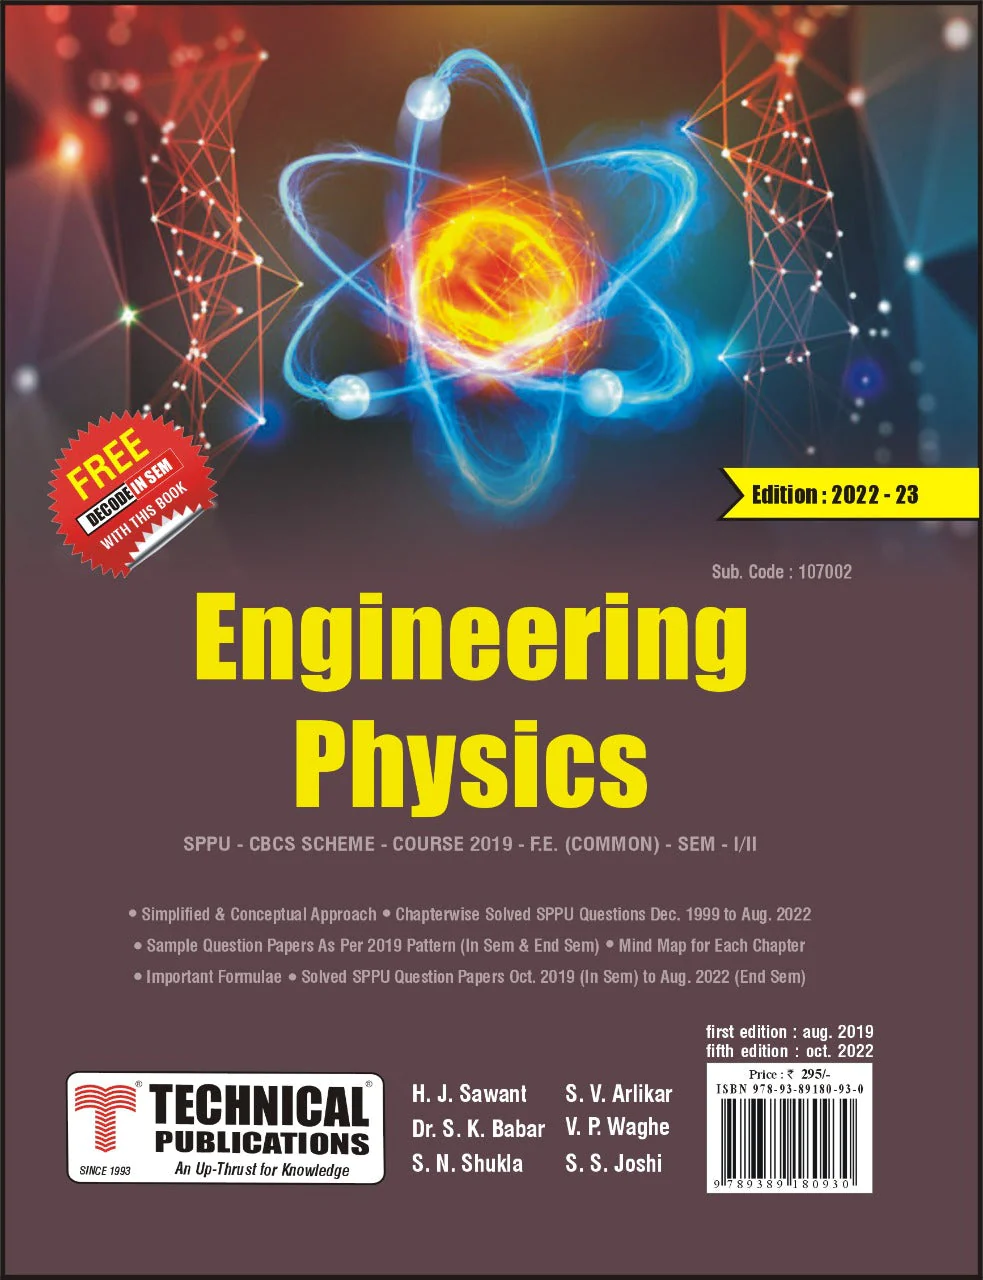 FREE
DECODE IN SEM
WITH THIS BOOK
Edition : 2022 - 23
Sub. Code : 107002
Engineering
Physics
SPPU - CBCS SCHEME - COURSE 2019 - F.E. (COMMON) - SEM - I/II
• Simplified & Conceptual Approach • Chapterwise Solved SPPU Questions Dec. 1999 to Aug. 2022
• Sample Question Papers As Per 2019 Pattern (In Sem & End Sem) • Mind Map for Each Chapter
• Important Formulae • Solved SPPU Question Papers Oct. 2019 (In Sem) to Aug. 2022 (End Sem)
first edition : aug. 2019
fifth edition : oct. 2022
Price : ₹ 295/-
ISBN 978-93-89180-93-0
9 789389 180930
® TECHNICAL ®
PUBLICATIONS
SINCE 1993 An Up-Thrust for Knowledge
H. J. Sawant S. V. Arlikar
Dr. S. K. Babar V. P. Waghe
S. N. Shukla S. S. Joshi